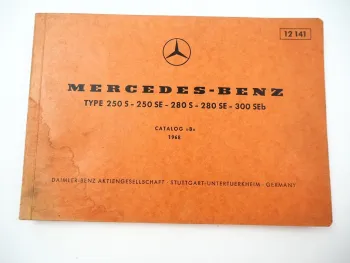 12 141
MERCEDES-BENZ
TYPE 250 S - 250 SE - 280 S - 280 SE - 300 SEb
CATALOG »B«
1968
DAIMLER-BENZ AKTIENGESELLSCHAFT · STUTTGART-UNTERTUERKHEIM · GERMANY